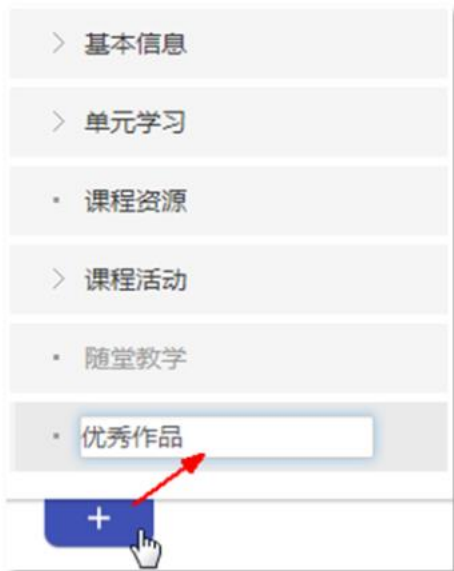 基本信息
单元学习
课程资源
课程活动
随堂教学
优秀作品
+